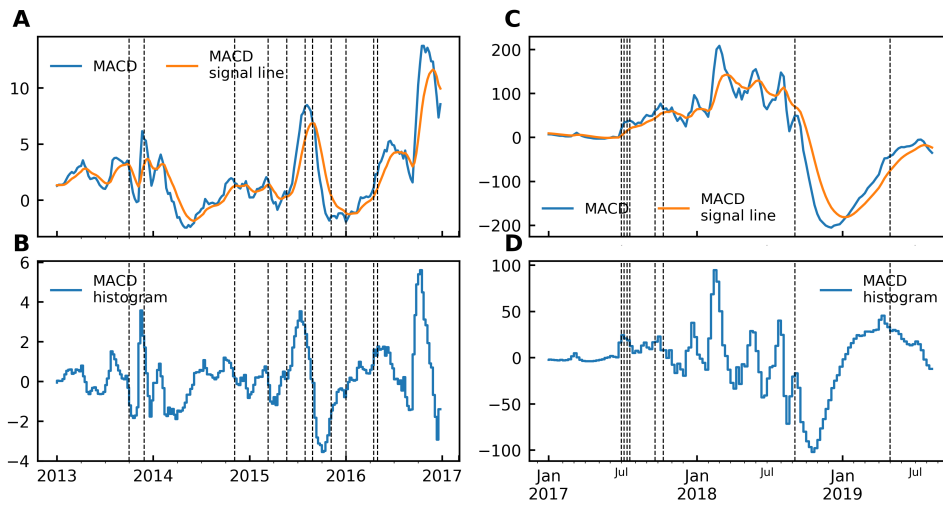 A
MACD
MACD
signal line
10
5
0
B
MACD
histogram
6
4
2
0
−2
−4
2013
2014
2015
2016
2017
C
200
100
0
−100
−200
MACD
MACD
signal line
D
MACD
histogram
100
50
0
−50
−100
Jan
2017
Jul
Jan
2018
Jul
Jan
2019
Jul